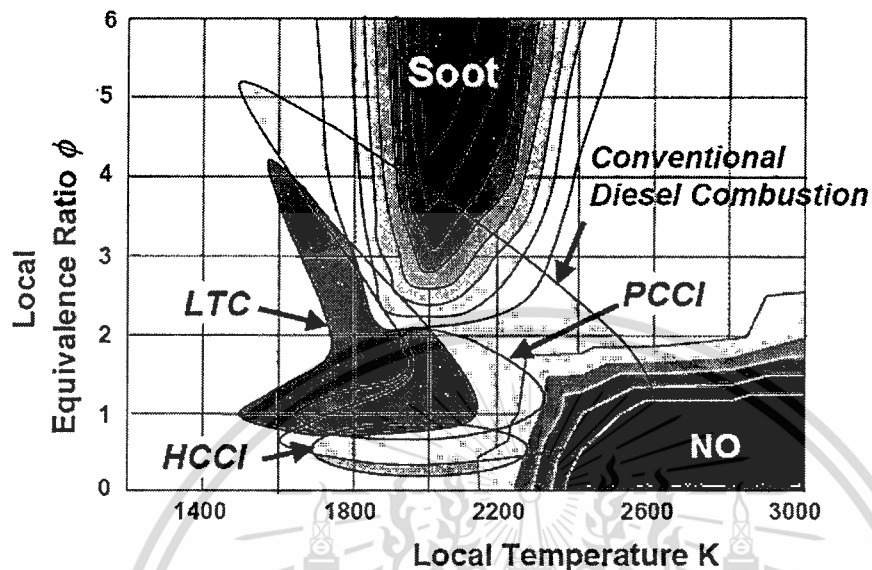 6
5
4
3
2
1
0
Local
Equivalence Ratio ϕ
Soot
Conventional
Diesel Combustion
LTC
PCCI
HCCI
NO
1400
1800
2200
2600
3000
Local Temperature K